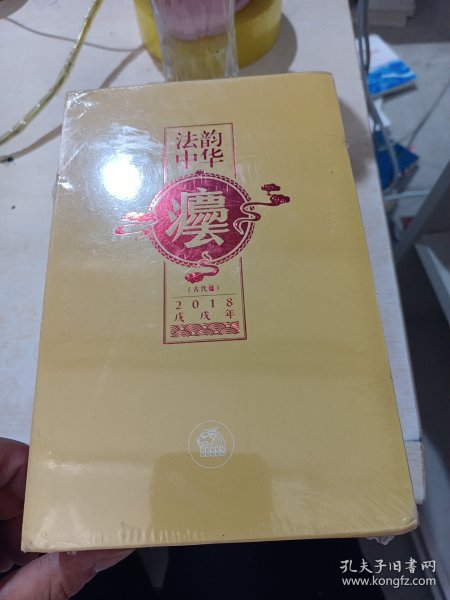 法韵
中华
灋
（古代篇）
2018
戊戌年
孔夫子旧书网
www.kongfz.com